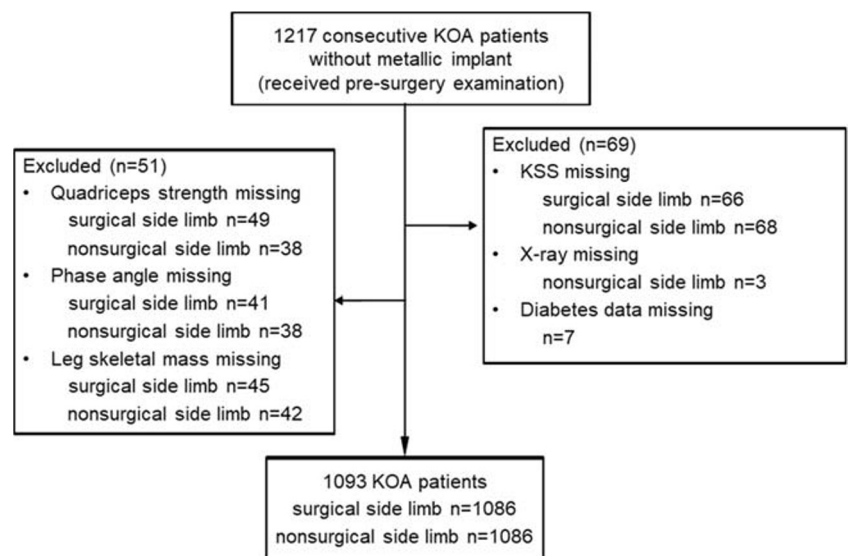 1217 consecutive KOA patients
without metallic implant
(received pre-surgery examination)
Excluded (n=69)
• KSS missing
surgical side limb n=66
nonsurgical side limb n=68
• X-ray missing
nonsurgical side limb n=3
• Diabetes data missing
n=7
Excluded (n=51)
• Quadriceps strength missing
surgical side limb n=49
nonsurgical side limb n=38
• Phase angle missing
surgical side limb n=41
nonsurgical side limb n=38
• Leg skeletal mass missing
surgical side limb n=45
nonsurgical side limb n=42
1093 KOA patients
surgical side limb n=1086
nonsurgical side limb n=1086